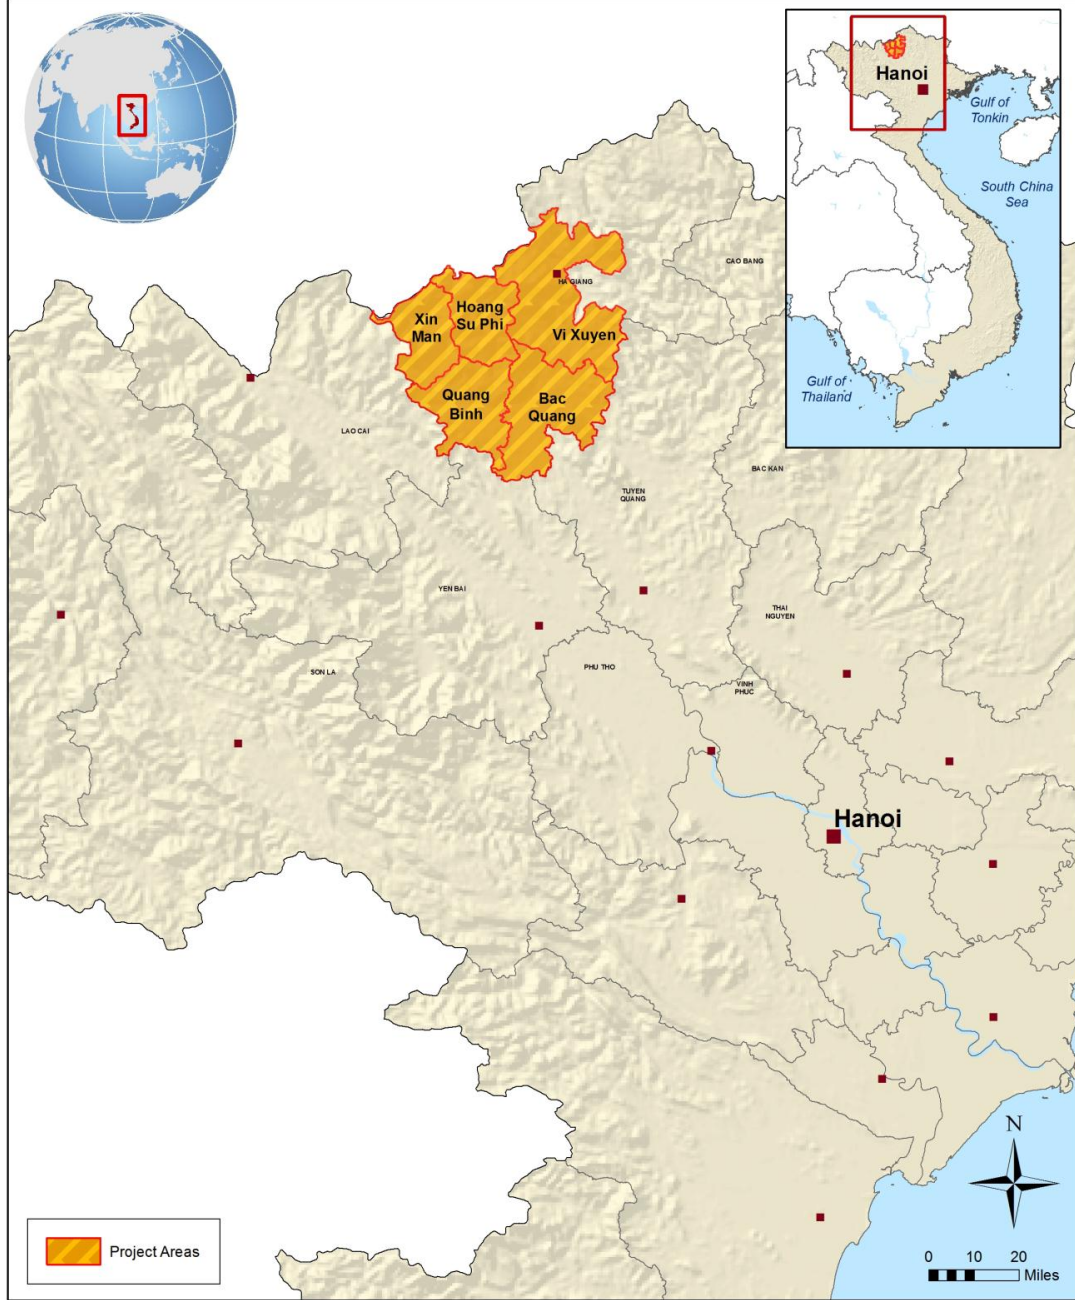 Hanoi
Gulf of
Tonkin
South China
Sea
Gulf of
Thailand
CAO BANG
HA GIANG
Xin
Man
Hoang
Su Phi
Vi Xuyen
Quang
Binh
Bac
Quang
LAO CAI
BAC KAN
TUYEN
QUANG
YEN BAI
THAI
NGUYEN
SON LA
PHU THO
VINH
PHUC
Hanoi
N
Project Areas
0 10 20
Miles